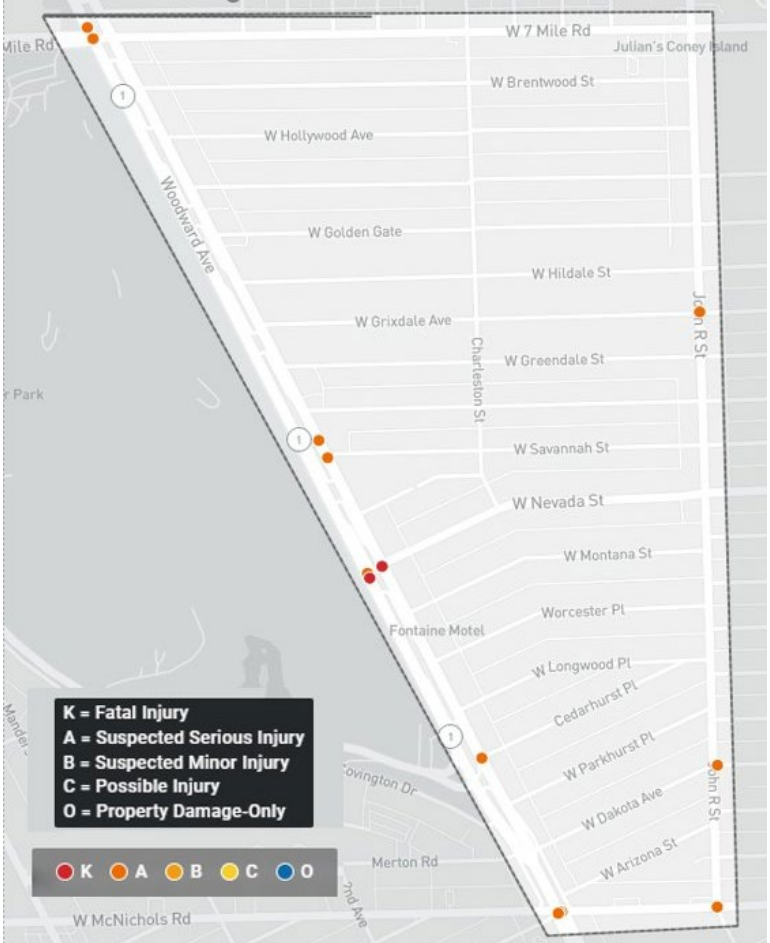 W 7 Mile Rd
Mile Rd
Julian's Coney Island
W Brentwood St
1
W Hollywood Ave
Woodward Ave
W Golden Gate
W Hildale St
John R St
W Grixdale Ave
Charleston St
W Greendale St
r Park
1
W Savannah St
W Nevada St
W Montana St
Worcester Pl
Fontaine Motel
W Longwood Pl
Cedarhurst Pl
K = Fatal Injury
A = Suspected Serious Injury
B = Suspected Minor Injury
C = Possible Injury
O = Property Damage-Only
Manders
1
W Parkhurst Pl
Covington Dr
John R St
W Dakota Ave
W Arizona St
Merton Rd
K A B C O
2nd Ave
W McNichols Rd